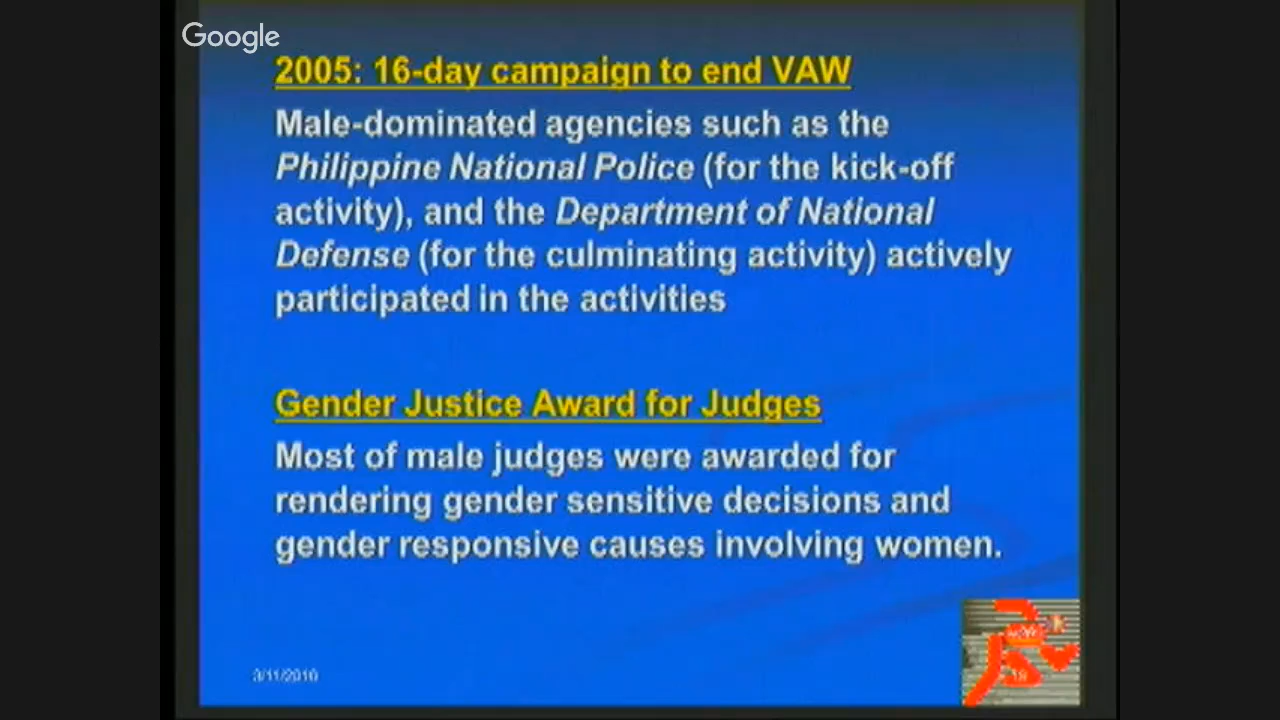 Google
2005: 16-day campaign to end VAW
Male-dominated agencies such as the
Philippine National Police (for the kick-off
activity), and the Department of National
Defense (for the culminating activity) actively
participated in the activities
Gender Justice Award for Judges
Most of male judges were awarded for
rendering gender sensitive decisions and
gender responsive causes involving women.